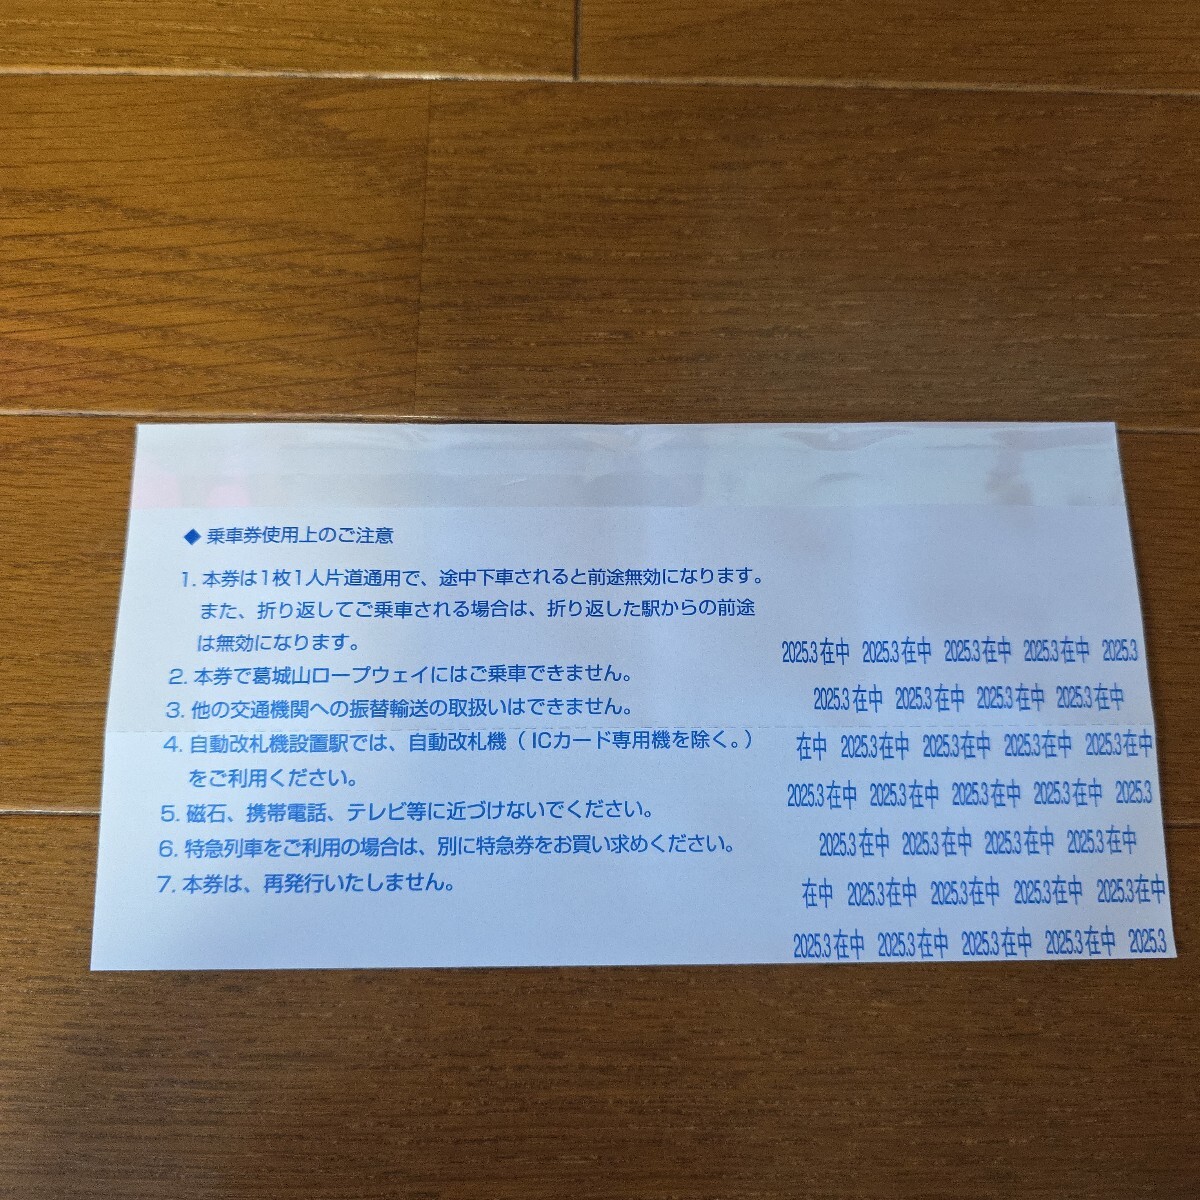 ◆ 乗車券使用上のご注意
1. 本券は1枚1人片道通用で、途中下車されると前途無効になります。
また、折り返してご乗車される場合は、折り返した駅からの前途
は無効になります。
2. 本券で葛城山ロープウェイにはご乗車できません。
3. 他の交通機関への振替輸送の取扱いはできません。
4. 自動改札機設置駅では、自動改札機（ICカード専用機を除く。）
をご利用ください。
5. 磁石、携帯電話、テレビ等に近づけないでください。
6. 特急列車をご利用の場合は、別に特急券をお買い求めください。
7. 本券は、再発行いたしません。
2025.3在中 2025.3在中 2025.3在中 2025.3在中 2025.3
2025.3在中 2025.3在中 2025.3在中 2025.3在中
在中 2025.3在中 2025.3在中 2025.3在中 2025.3在中
2025.3在中 2025.3在中 2025.3在中 2025.3在中 2025.3
2025.3在中 2025.3在中 2025.3在中 2025.3在中
在中 2025.3在中 2025.3在中 2025.3在中 2025.3在中
2025.3在中 2025.3在中 2025.3在中 2025.3在中 2025.3